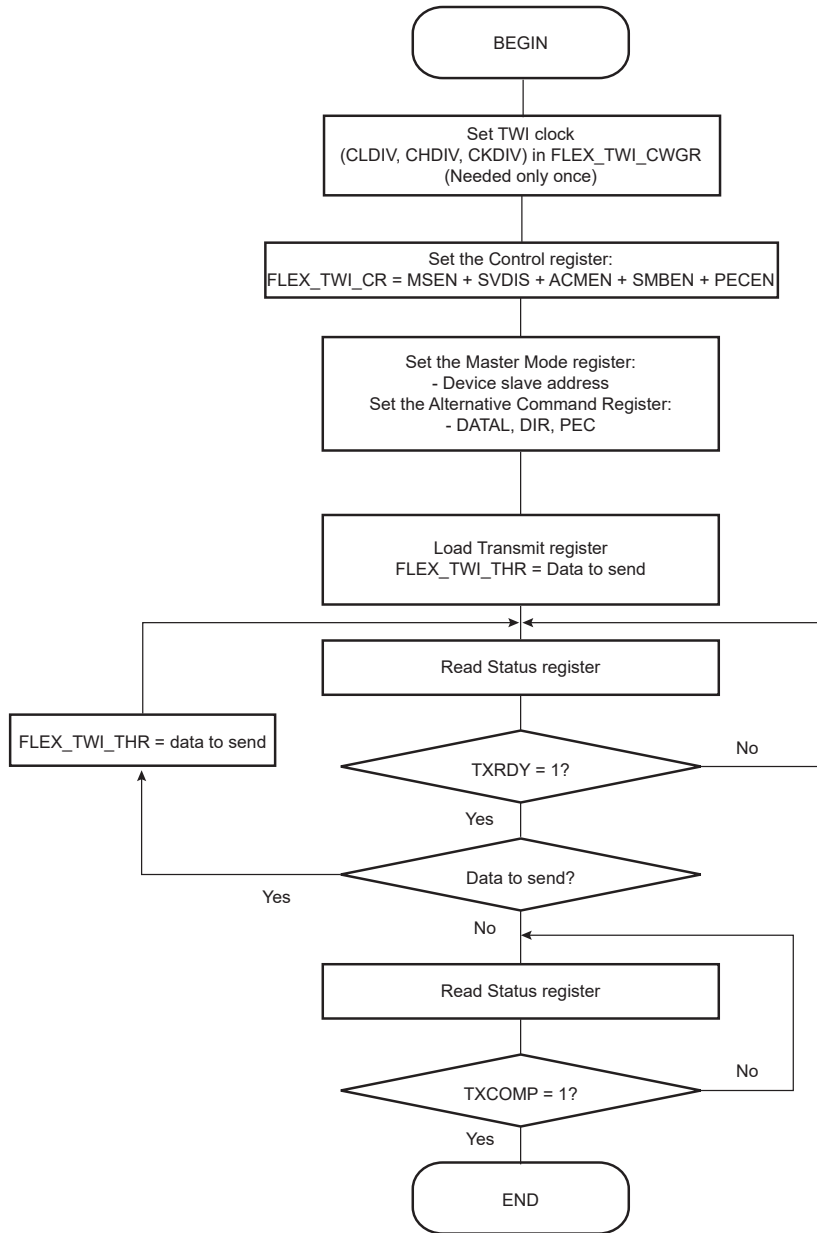 BEGIN
Set TWI clock
(CLDIV, CHDIV, CKDIV) in FLEX_TWI_CWGR
(Needed only once)
Set the Control register:
FLEX_TWI_CR = MSEN + SVDIS + ACMEN + SMBEN + PECEN
Set the Master Mode register:
- Device slave address
Set the Alternative Command Register:
- DATAL, DIR, PEC
Load Transmit register
FLEX_TWI_THR = Data to send
Read Status register
FLEX_TWI_THR = data to send
TXRDY = 1?
No
Yes
Data to send?
Yes
No
Read Status register
TXCOMP = 1?
No
Yes
END